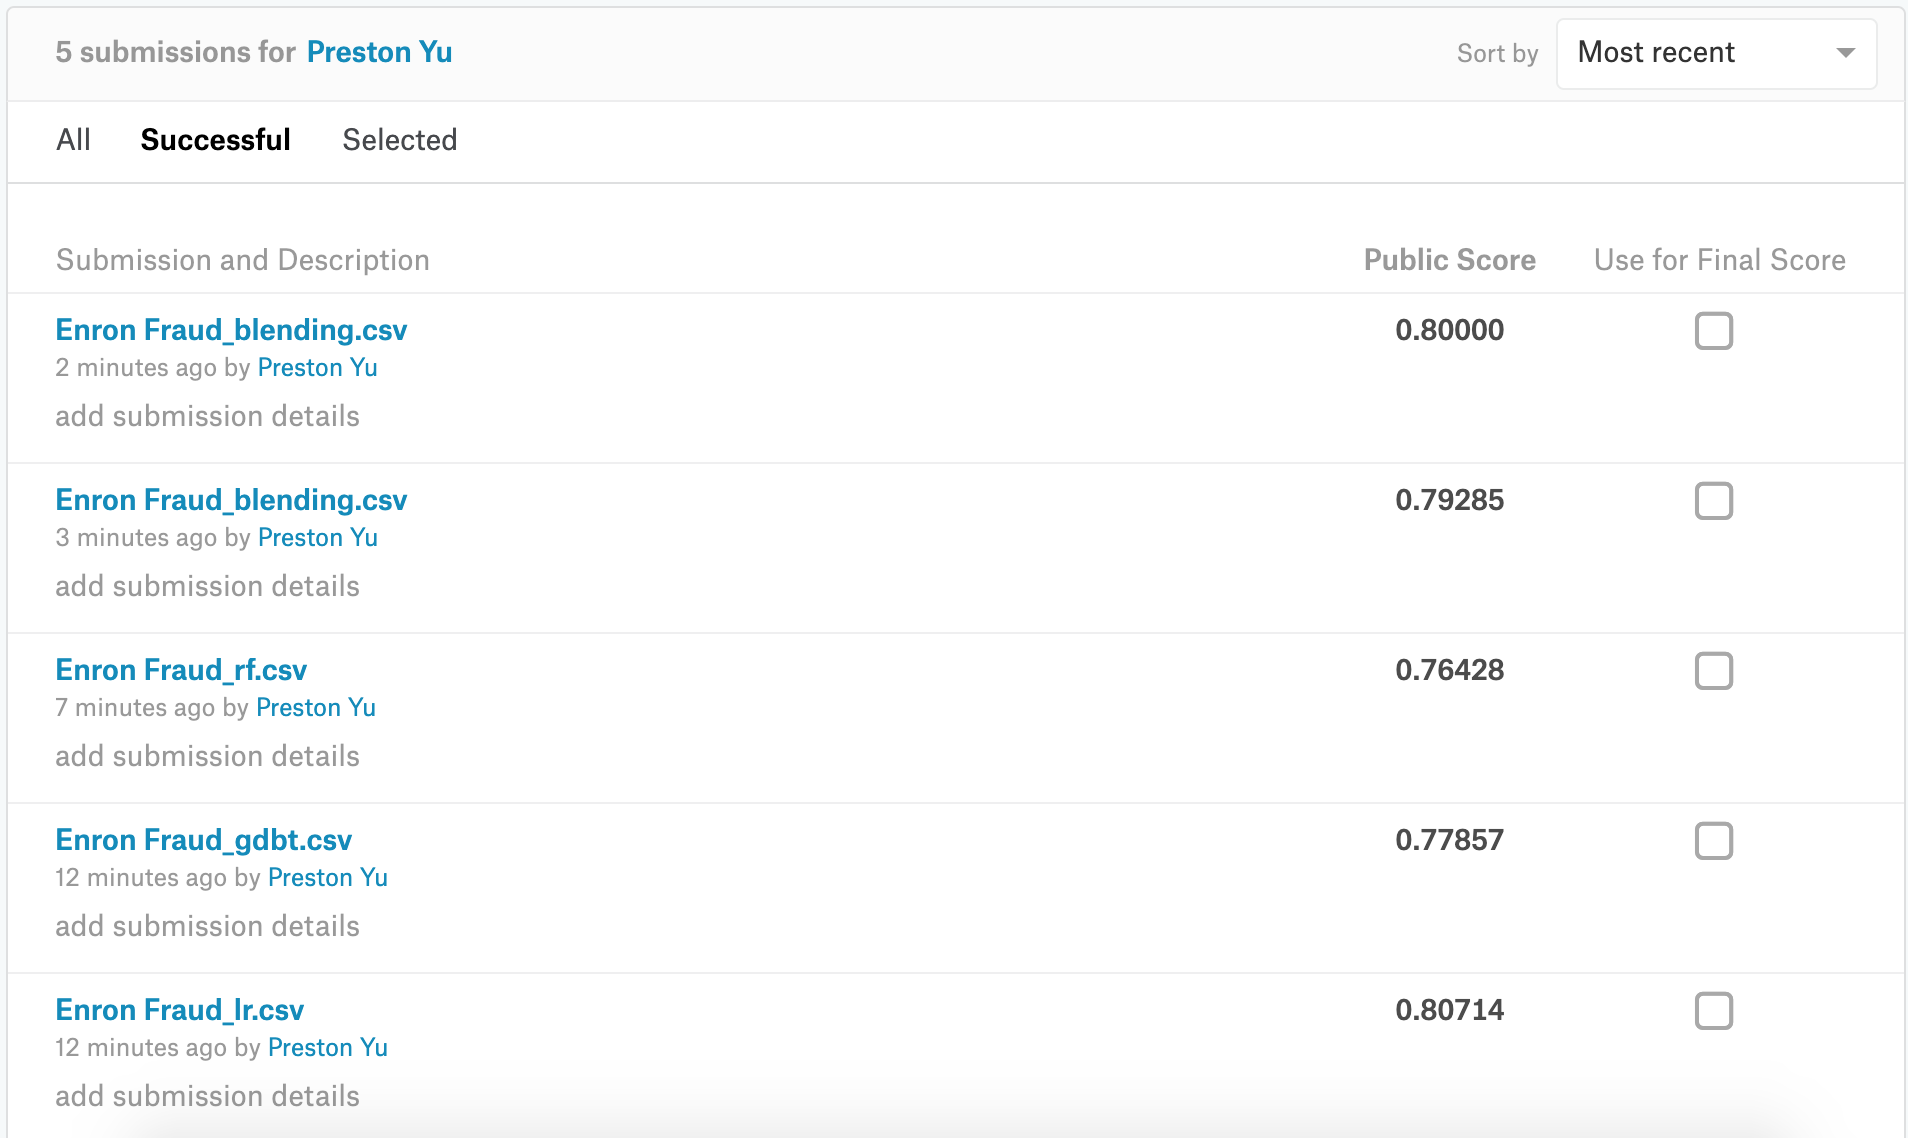 5 submissions for Preston Yu
Sort by Most recent
All Successful Selected
Submission and Description Public Score Use for Final Score
Enron Fraud_blending.csv 0.80000
2 minutes ago by Preston Yu
add submission details
Enron Fraud_blending.csv 0.79285
3 minutes ago by Preston Yu
add submission details
Enron Fraud_rf.csv 0.76428
7 minutes ago by Preston Yu
add submission details
Enron Fraud_gdbt.csv 0.77857
12 minutes ago by Preston Yu
add submission details
Enron Fraud_lr.csv 0.80714
12 minutes ago by Preston Yu
add submission details